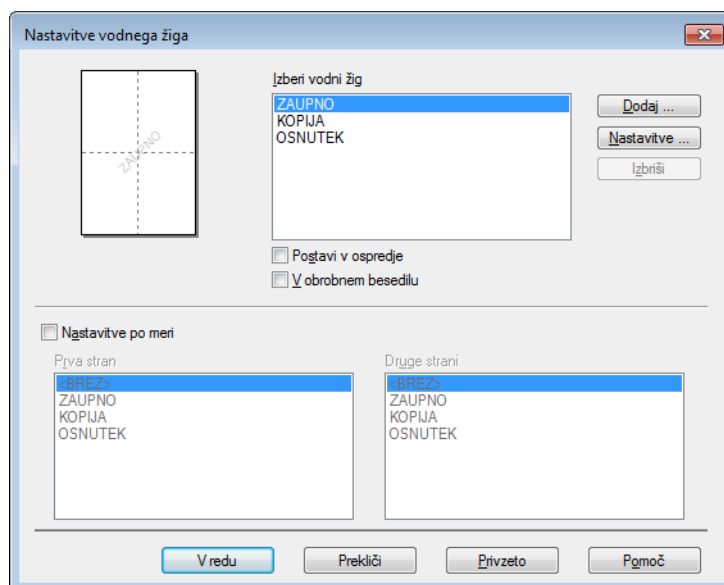 Nastavitve vodnega žiga
Izberi vodni žig
ZAUPNO
KOPIJA
OSNUTEK
Dodaj ...
Nastavitve ...
Izbriši
ZAUPNO
Postavi v ospredje
V obrobnem besedilu
Nastavitve po meri
Prva stran
<BREZ>
ZAUPNO
KOPIJA
OSNUTEK
Druge strani
<BREZ>
ZAUPNO
KOPIJA
OSNUTEK
V redu
Prekliči
Privzeto
Pomoč